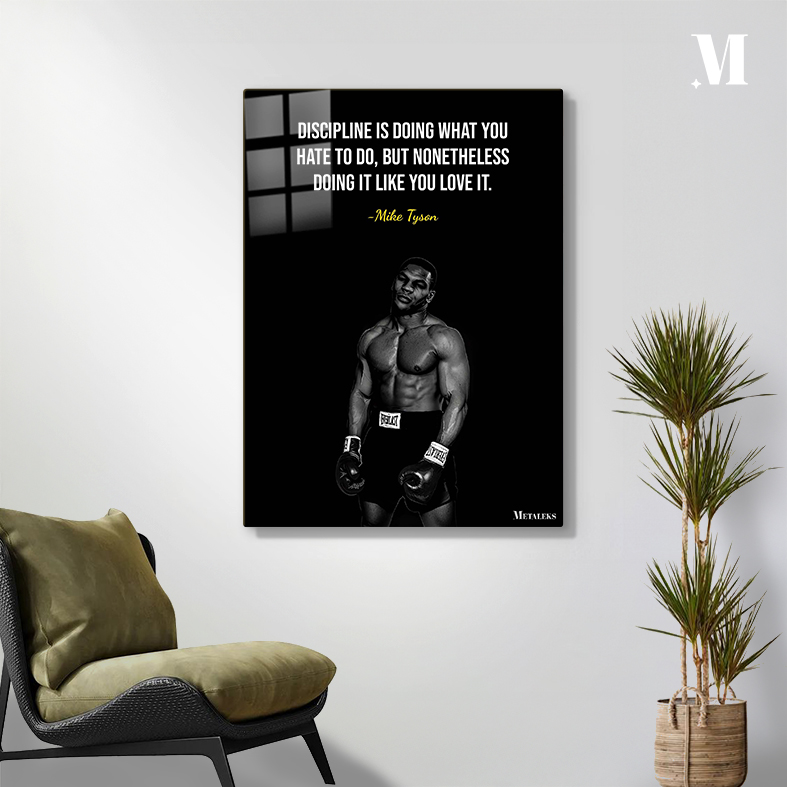 M
DISCIPLINE IS DOING WHAT YOU
HATE TO DO, BUT NONETHELESS
DOING IT LIKE YOU LOVE IT.
-Mike Tyson
METALEKS